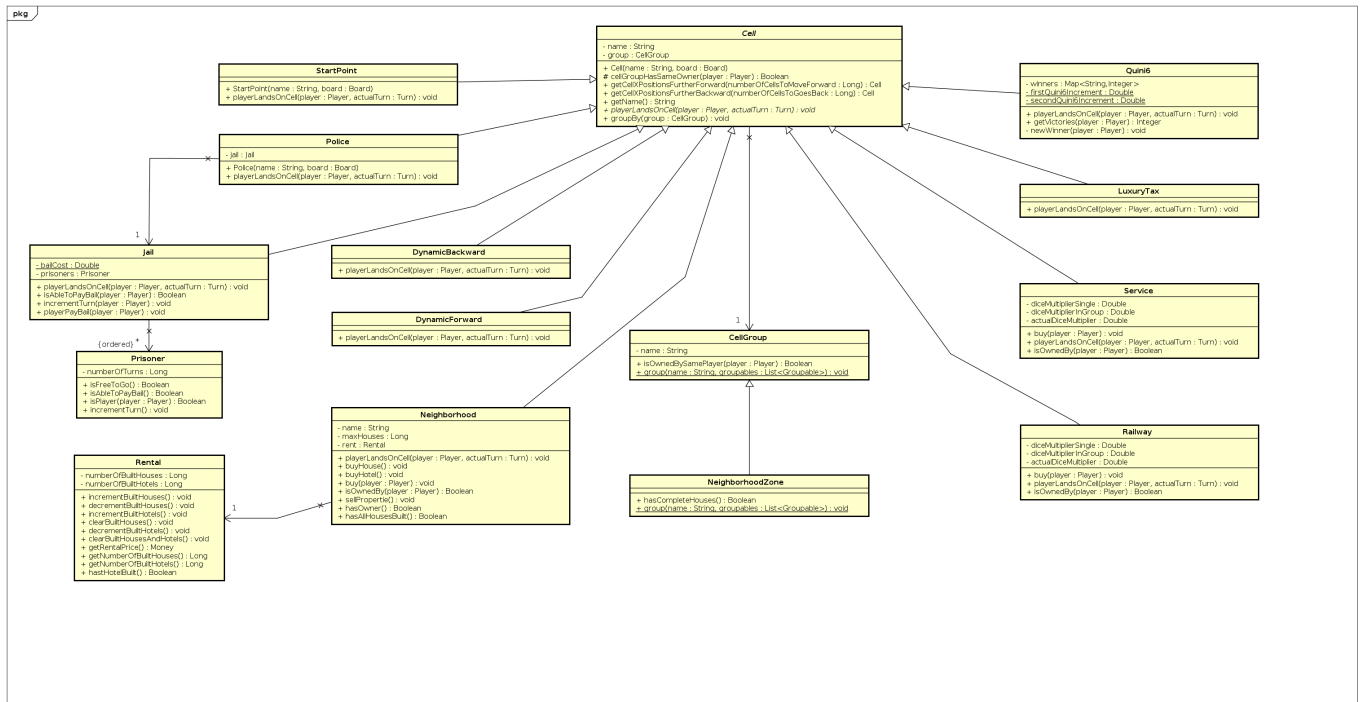 pkg
Cell
- name : String
- group : CellGroup
+ Cell(name : String, board : Board)
# cellGroupHasSameOwner(player : Player) : Boolean
+ getCellXPositionsFurtherForward(numberOfCellsToMoveForward : Long) : Cell
+ getCellXPositionsFurtherBackward(numberOfCellsToGoesBack : Long) : Cell
+ getName() : String
+ playerLandsOnCell(player : Player, actualTurn : Turn) : void
+ groupBy(group : CellGroup) : void
StartPoint
+ StartPoint(name : String, board : Board)
+ playerLandsOnCell(player : Player, actualTurn : Turn) : void
Quini6
- winners : Map<String,Integer>
- firstQuini6Increment : Double
- secondQuini6Increment : Double
+ playerLandsOnCell(player : Player, actualTurn : Turn) : void
+ getVictories(player : Player) : Integer
- newWinner(player : Player) : void
Police
- jail : Jail
+ Police(name : String, board : Board)
+ playerLandsOnCell(player : Player, actualTurn : Turn) : void
LuxuryTax
+ playerLandsOnCell(player : Player, actualTurn : Turn) : void
1
Jail
- bailCost : Double
- prisoners : Prisoner
+ playerLandsOnCell(player : Player, actualTurn : Turn) : void
+ isAbleToPayBail(player : Player) : Boolean
+ incrementTurn(player : Player) : void
+ playerPayBail(player : Player) : void
DynamicBackward
+ playerLandsOnCell(player : Player, actualTurn : Turn) : void
Service
- diceMultiplierSingle : Double
- diceMultiplierInGroup : Double
- actualDiceMultiplier : Double
+ buy(player : Player) : void
+ playerLandsOnCell(player : Player, actualTurn : Turn) : void
+ isOwnedBy(player : Player) : Boolean
DynamicForward
+ playerLandsOnCell(player : Player, actualTurn : Turn) : void
1
CellGroup
- name : String
+ isOwnedBySamePlayer(player : Player) : Boolean
+ group(name : String, groupables : List<Groupable>) : void
{ordered} *
Prisoner
- numberOfTurns : Long
+ isFreeToGo() : Boolean
+ isAbleToPayBail() : Boolean
+ isPlayer(player : Player) : Boolean
+ incrementTurn() : void
Neighborhood
- name : String
- maxHouses : Long
- rent : Rental
+ playerLandsOnCell(player : Player, actualTurn : Turn) : void
+ buyHouse() : void
+ buyHotel() : void
+ buy(player : Player) : void
+ isOwnedBy(player : Player) : Boolean
+ sellPropertie() : void
+ hasOwner() : Boolean
+ hasAllHousesBuilt() : Boolean
Railway
- diceMultiplierSingle : Double
- diceMultiplierInGroup : Double
- actualDiceMultiplier : Double
+ buy(player : Player) : void
+ playerLandsOnCell(player : Player, actualTurn : Turn) : void
+ isOwnedBy(player : Player) : Boolean
Rental
- numberOfBuiltHouses : Long
- numberOfBuiltHotels : Long
+ incrementBuiltHouses() : void
+ decrementBuiltHouses() : void
+ incrementBuiltHotels() : void
+ clearBuiltHouses() : void
+ decrementBuiltHotels() : void
+ clearBuiltHousesAndHotels() : void
+ getRentalPrice() : Money
+ getNumberOfBuiltHouses() : Long
+ getNumberOfBuiltHotels() : Long
+ hastHotelBuilt() : Boolean
1
NeighborhoodZone
+ hasCompleteHouses() : Boolean
+ group(name : String, groupables : List<Groupable>) : void